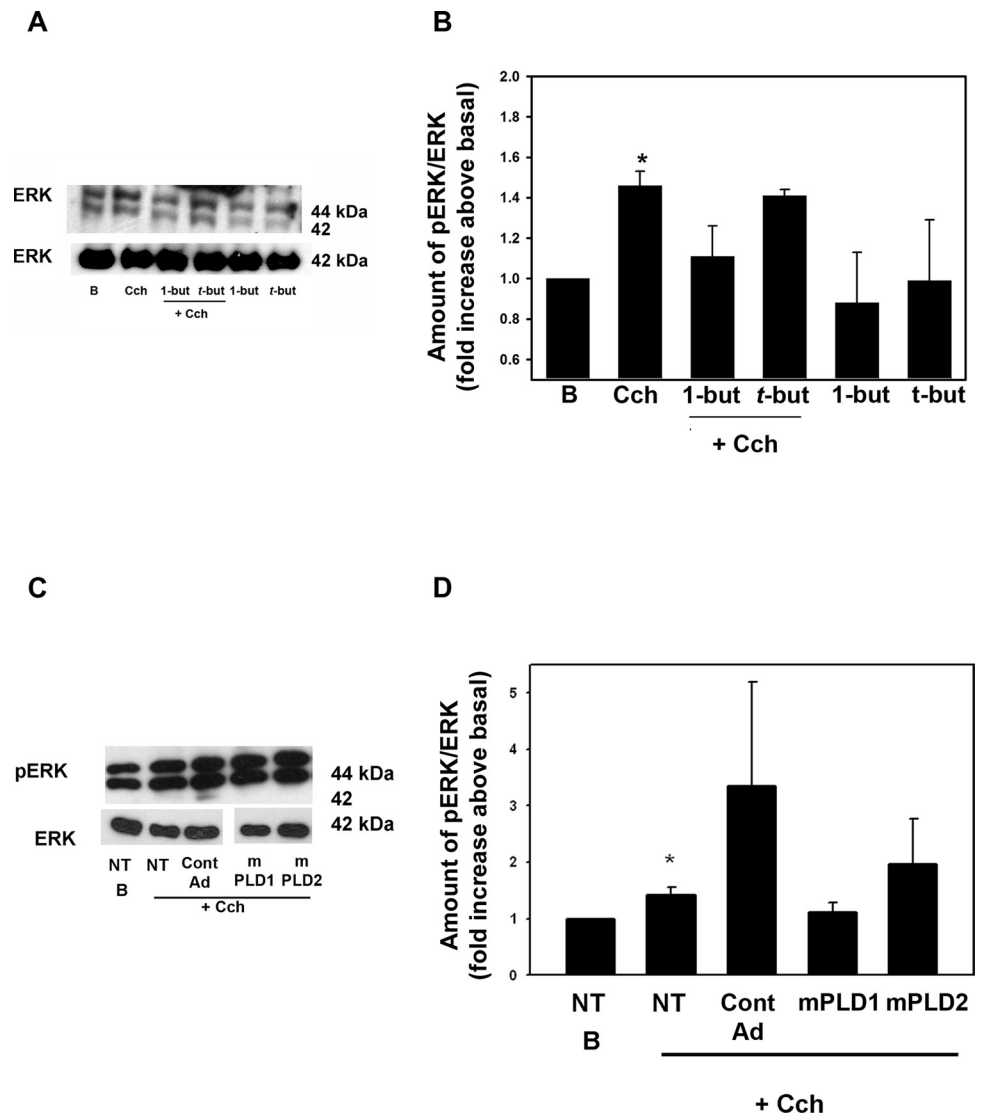 A
ERK
44 kDa
42
ERK
42 kDa
B Cch 1-but t-but 1-but t-but
+ Cch
B
Amount of pERK/ERK
(fold increase above basal)
2.0
1.8
1.6
1.4
1.2
1.0
0.8
0.6
*
B Cch 1-but t-but 1-but t-but
+ Cch
C
pERK
44 kDa
42
ERK
42 kDa
NT NT Cont m m
Ad PLD1 PLD2
B
+ Cch
D
Amount of pERK/ERK
(fold increase above basal)
5
4
3
2
1
0
*
NT NT Cont mPLD1 mPLD2
B Ad
+ Cch